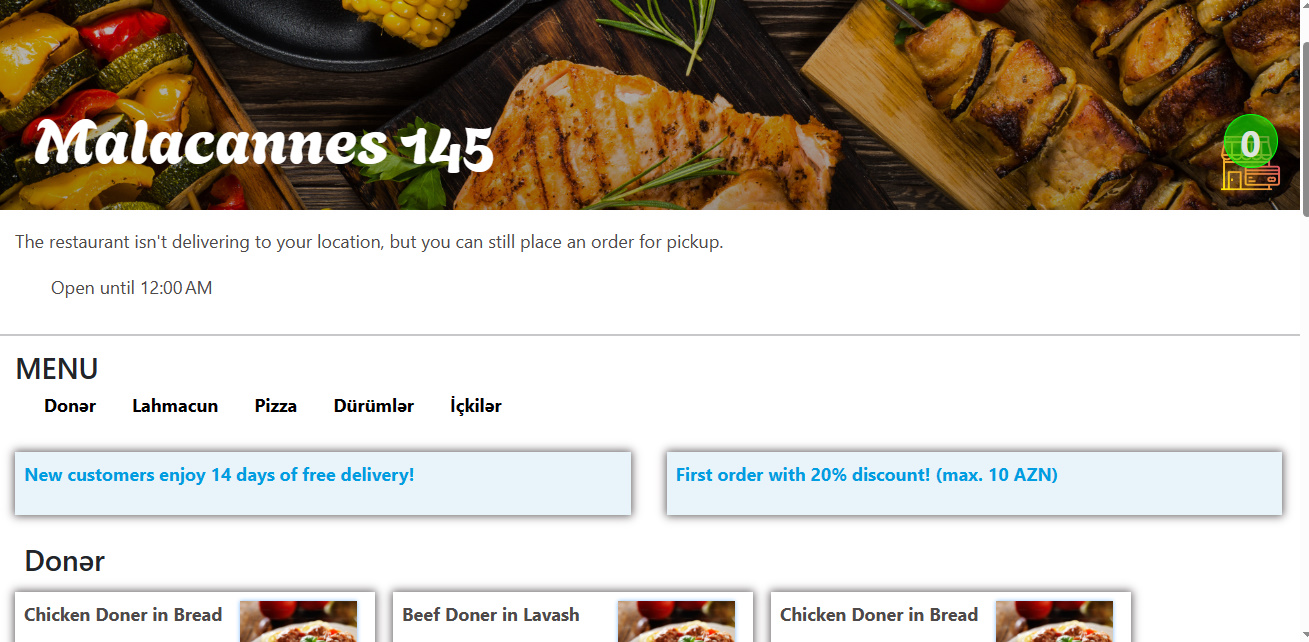 Malacannes 145
0
The restaurant isn't delivering to your location, but you can still place an order for pickup.
Open until 12:00 AM
MENU
Donər Lahmacun Pizza Dürümlər İçkilər
New customers enjoy 14 days of free delivery!
First order with 20% discount! (max. 10 AZN)
Donər
Chicken Doner in Bread
Beef Doner in Lavash
Chicken Doner in Bread